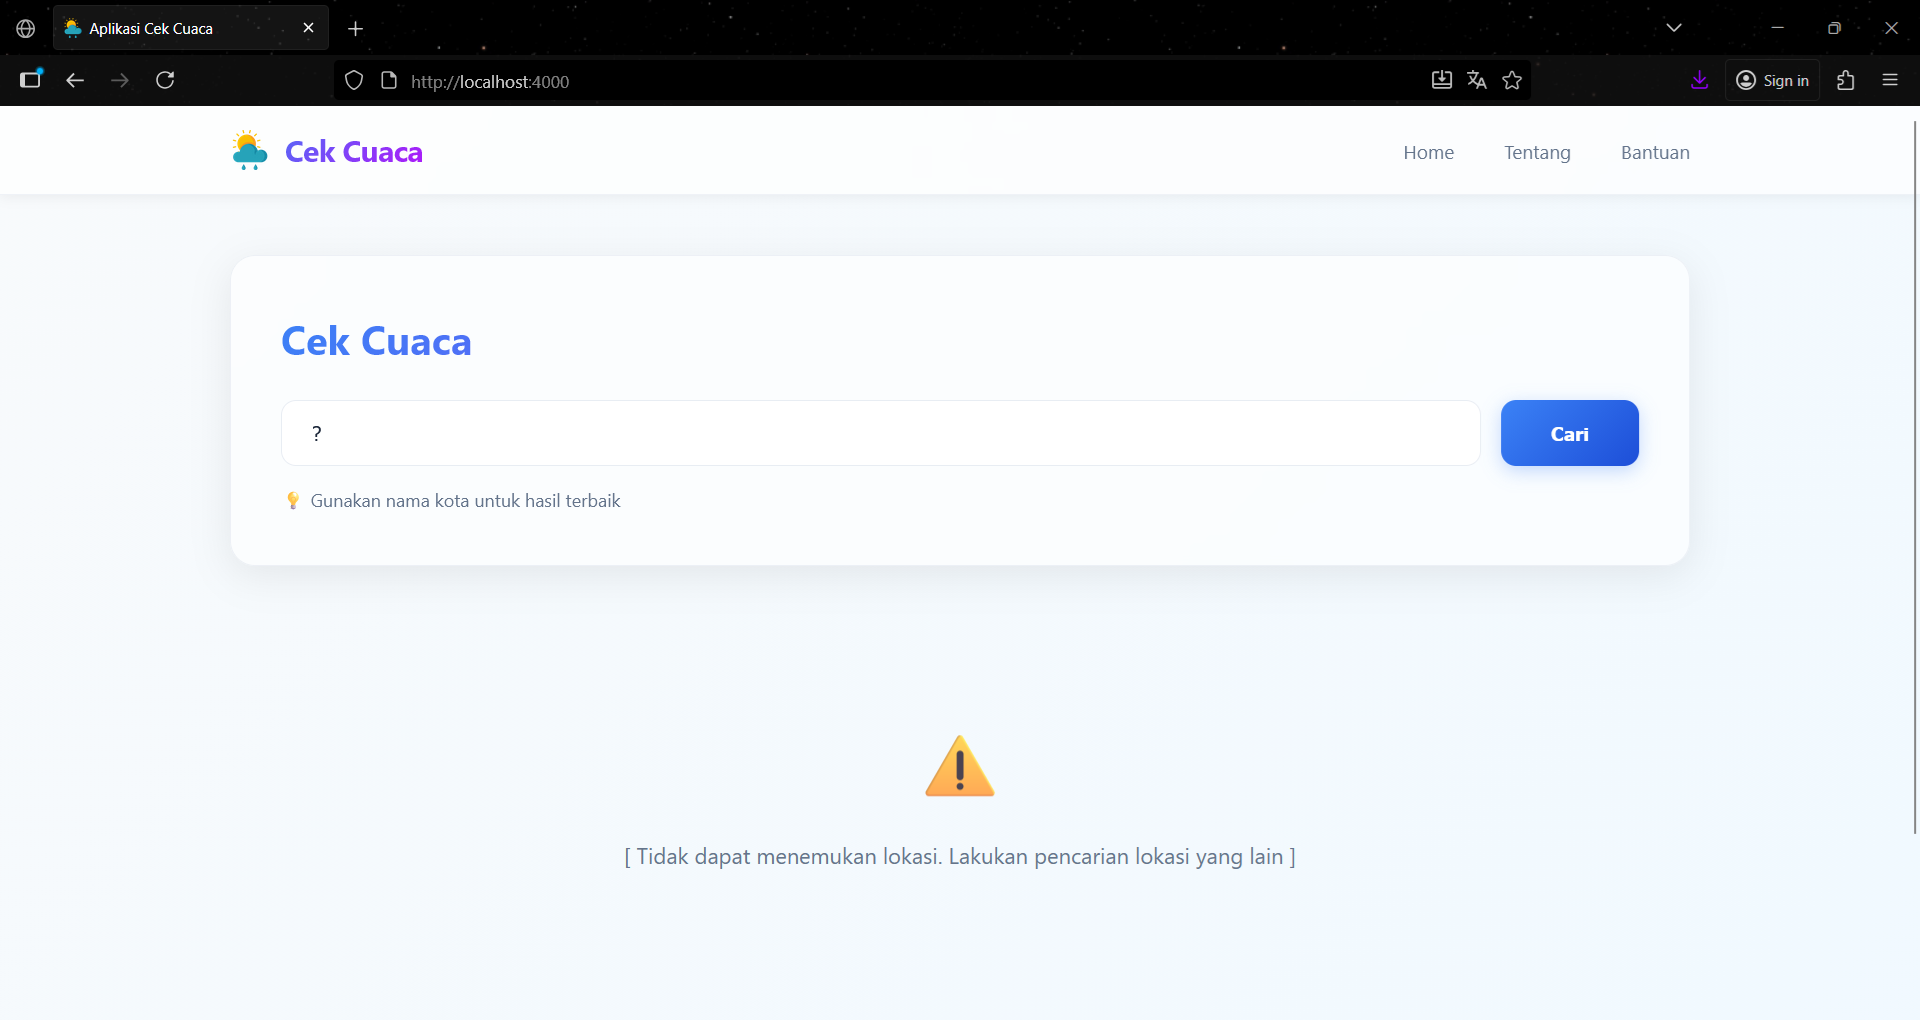 Aplikasi Cek Cuaca
http://localhost:4000
Sign in
Cek Cuaca
Home
Tentang
Bantuan
Cek Cuaca
?
Cari
Gunakan nama kota untuk hasil terbaik
[ Tidak dapat menemukan lokasi. Lakukan pencarian lokasi yang lain ]